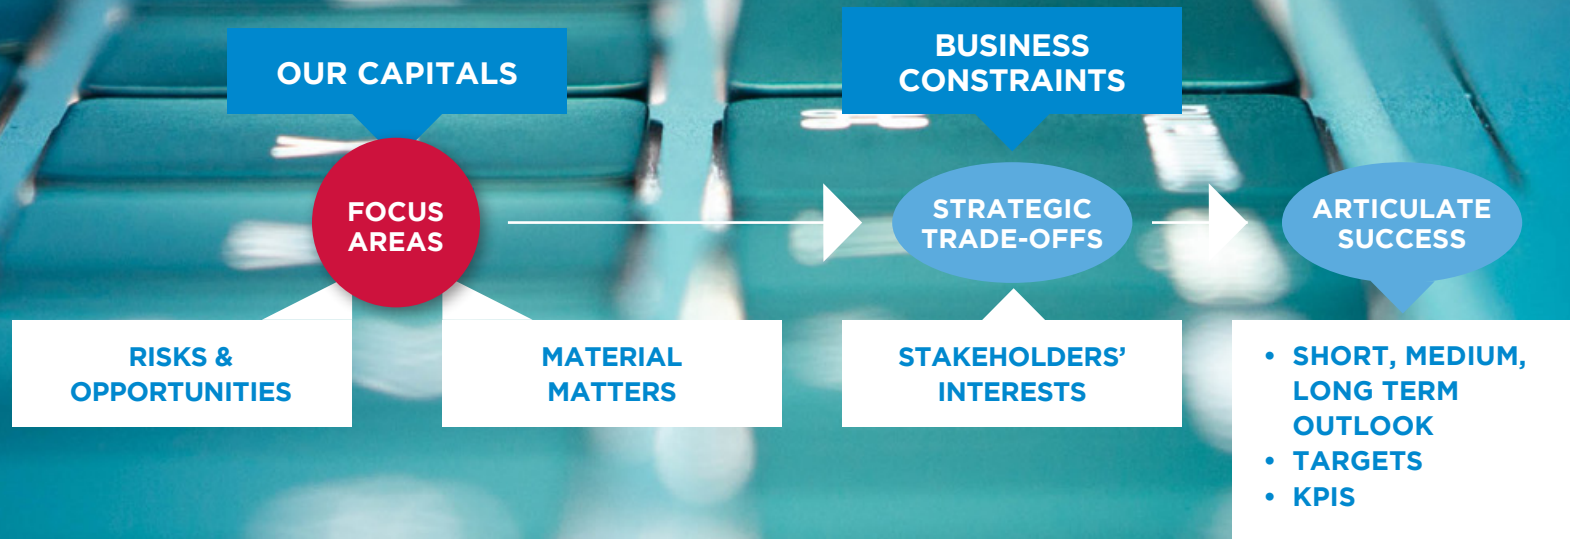 OUR CAPITALS
BUSINESS
CONSTRAINTS
FOCUS
AREAS
STRATEGIC
TRADE-OFFS
ARTICULATE
SUCCESS
RISKS &
OPPORTUNITIES
MATERIAL
MATTERS
STAKEHOLDERS’
INTERESTS
• SHORT, MEDIUM,
LONG TERM
OUTLOOK
• TARGETS
• KPIS